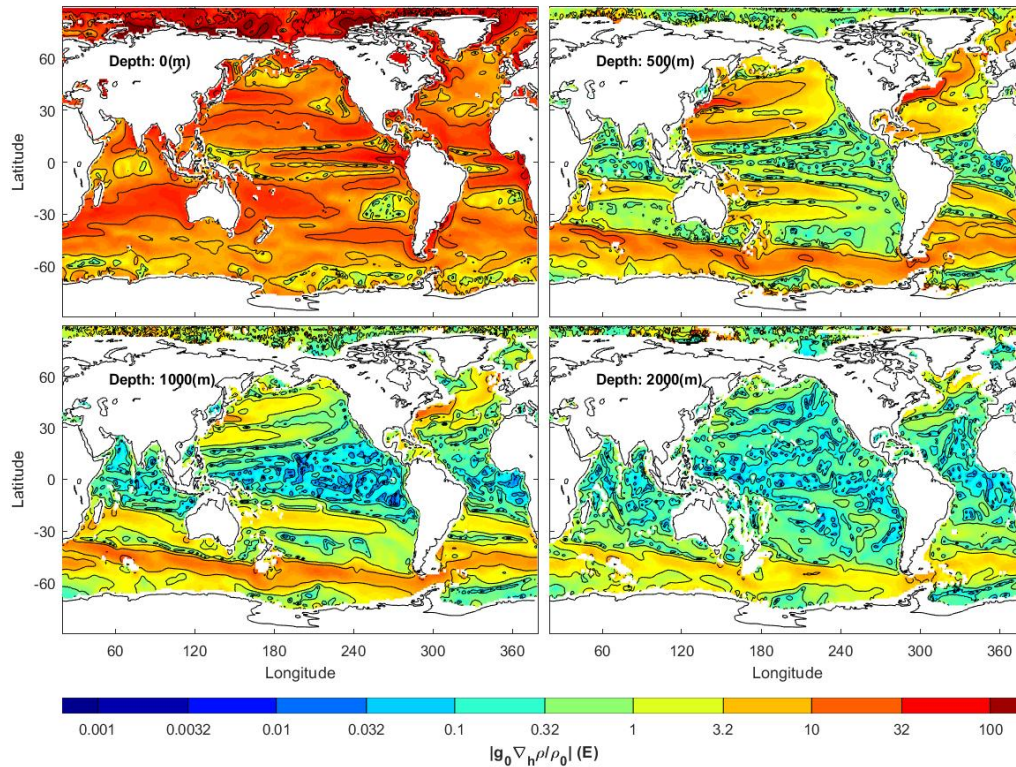 60
30
0
-30
-60
Latitude
Depth: 0(m)
Depth: 500(m)
60
30
0
-30
-60
Latitude
Depth: 1000(m)
Depth: 2000(m)
60 120 180 240 300 360
Longitude
60 120 180 240 300 360
Longitude
0.001 0.0032 0.01 0.032 0.1 0.32 1 3.2 10 32 100
|g₀∇ₕρ/ρ₀| (E)